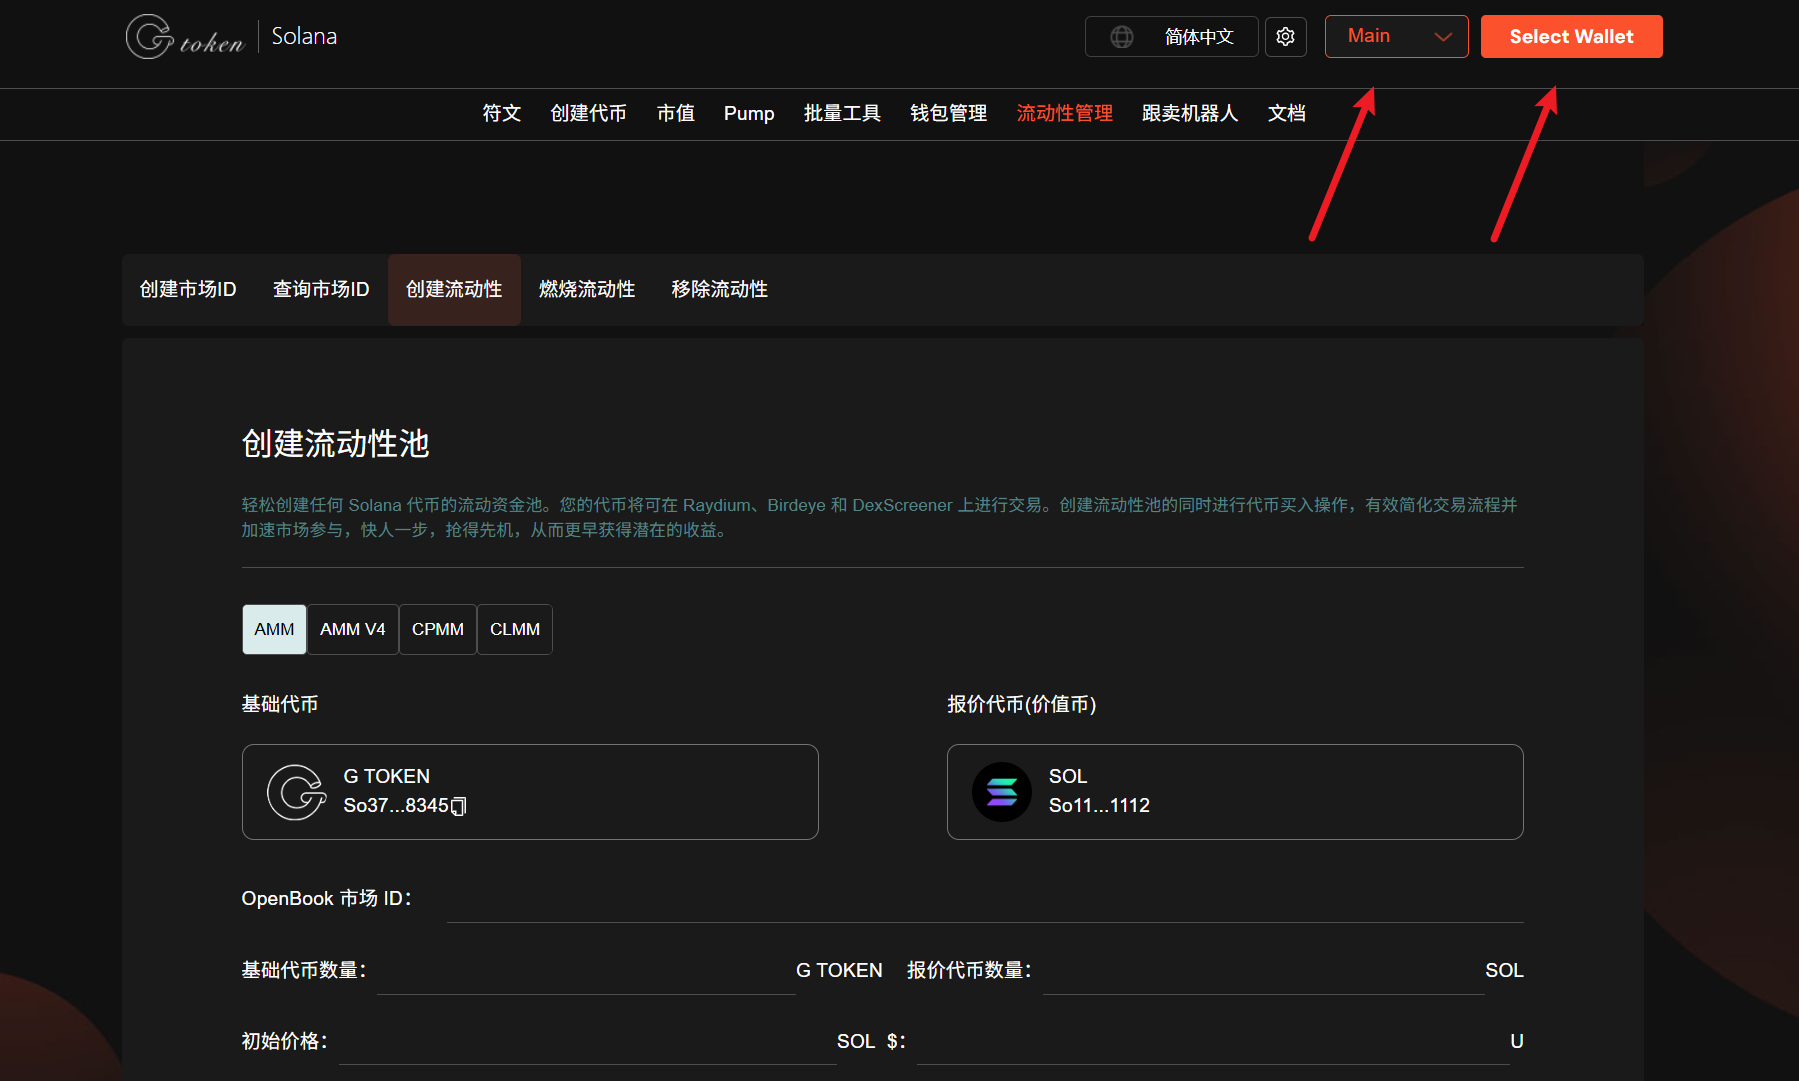 G token Solana 简体中文 Main Select Wallet
符文 创建代币 市值 Pump 批量工具 钱包管理 流动性管理 跟卖机器人 文档
创建市场ID 查询市场ID 创建流动性 燃烧流动性 移除流动性
创建流动性池
轻松创建任何 Solana 代币的流动资金池。您的代币将可在 Raydium、Birdeye 和 DexScreener 上进行交易。创建流动性池的同时进行代币买入操作，有效简化交易流程并
加速市场参与，快人一步，抢得先机，从而更早获得潜在的收益。
AMM AMM V4 CPMM CLMM
基础代币 报价代币(价值币)
G TOKEN SOL
So37...8345 So11...1112
OpenBook 市场 ID：
基础代币数量： G TOKEN 报价代币数量： SOL
初始价格： SOL $： U